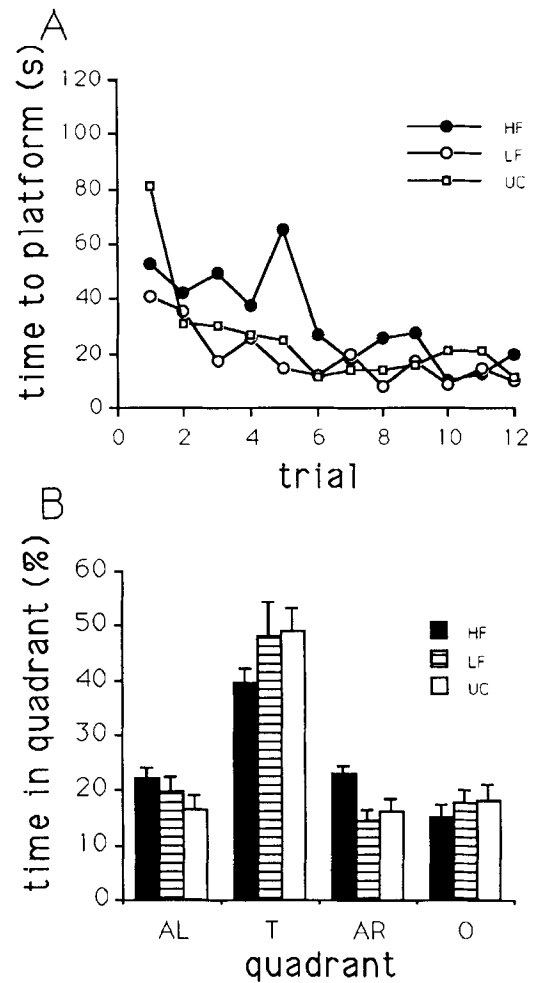 A
time to platform (s)
120
100
80
60
40
20
0
HF
LF
UC
0 2 4 6 8 10 12
trial
B
time in quadrant (%)
60
50
40
30
20
10
0
HF
LF
UC
AL T AR O
quadrant